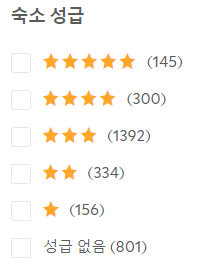 숙소 성급
★★★★★ (145)
★★★★ (300)
★★★ (1392)
★★ (334)
★ (156)
성급 없음 (801)